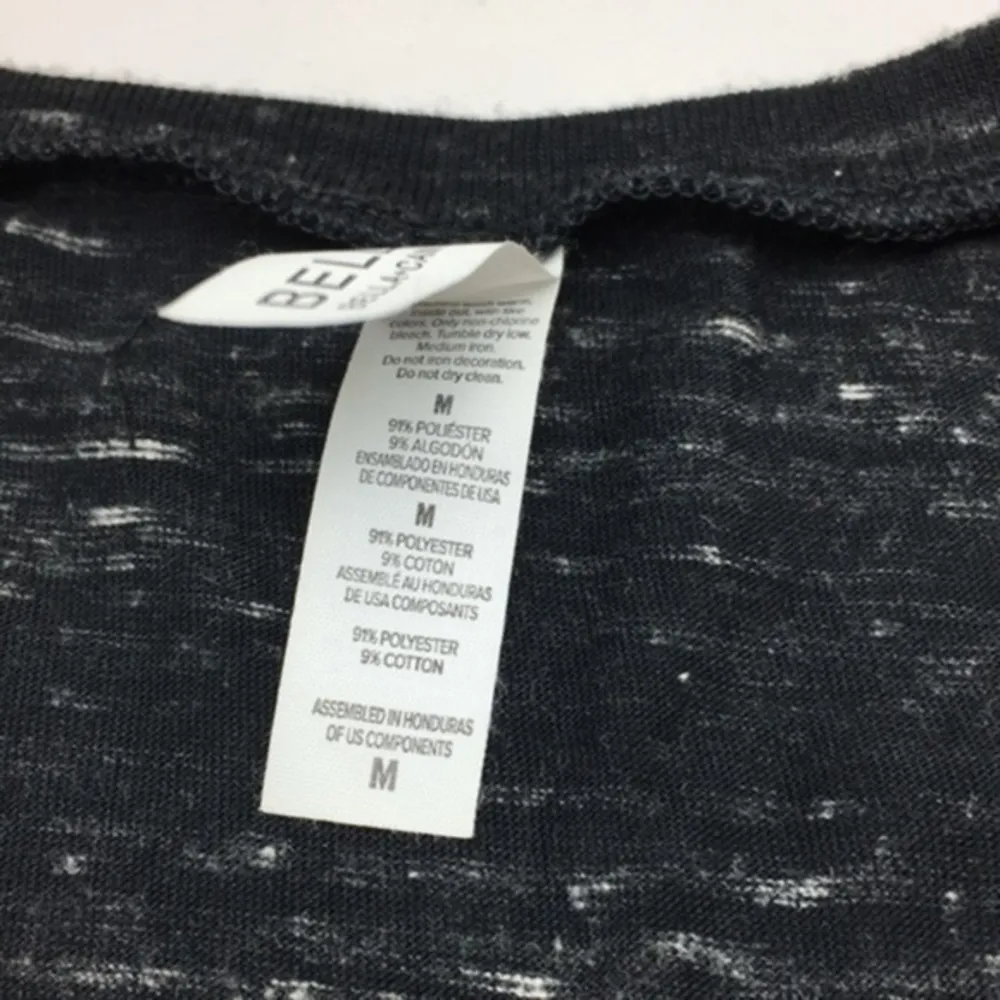 BEL
BELLA+CA
inside out, with like
colors. Only non-chlorine
bleach. Tumble dry low.
Medium iron.
Do not iron decoration.
Do not dry clean.
M
91% POLIÉSTER
9% ALGODÓN
ENSAMBLADO EN HONDURAS
DE COMPONENTES DE USA
M
91% POLYESTER
9% COTON
ASSEMBLÉ AU HONDURAS
DE USA COMPOSANTS
91% POLYESTER
9% COTTON
ASSEMBLED IN HONDURAS
OF US COMPONENTS
M